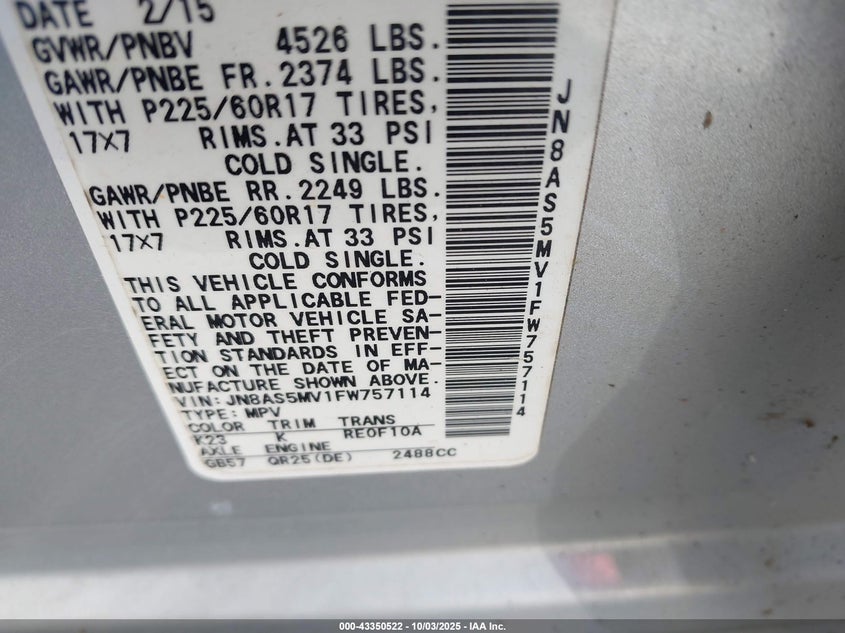 DATE 2/15
GVWR/PNBV 4526 LBS.
GAWR/PNBE FR.2374 LBS.
WITH P225/60R17 TIRES,
17X7 RIMS.AT 33 PSI
COLD SINGLE.
GAWR/PNBE RR.2249 LBS.
WITH P225/60R17 TIRES,
17X7 RIMS.AT 33 PSI
COLD SINGLE.
THIS VEHICLE CONFORMS
TO ALL APPLICABLE FED-
ERAL MOTOR VEHICLE SA-
FETY AND THEFT PREVEN-
TION STANDARDS IN EFF-
ECT ON THE DATE OF MA-
NUFACTURE SHOWN ABOVE.
VIN: JN8AS5MV1FW757114
TYPE: MPV
COLOR TRIM TRANS
K23 K RE0F10A
AXLE ENGINE
GB57 QR25(DE) 2488CC
JN8AS5MV1FW757114
000-43350522 - 10/03/2025 - IAA Inc.